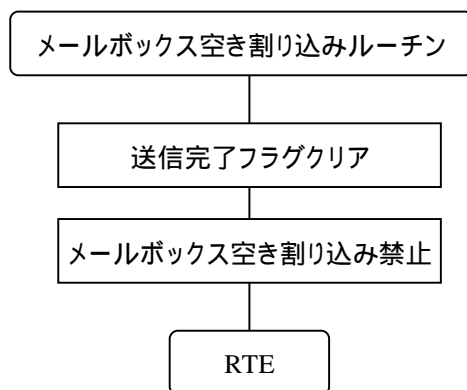 メールボックス空き割り込みルーチン
送信完了フラグクリア
メールボックス空き割り込み禁止
RTE